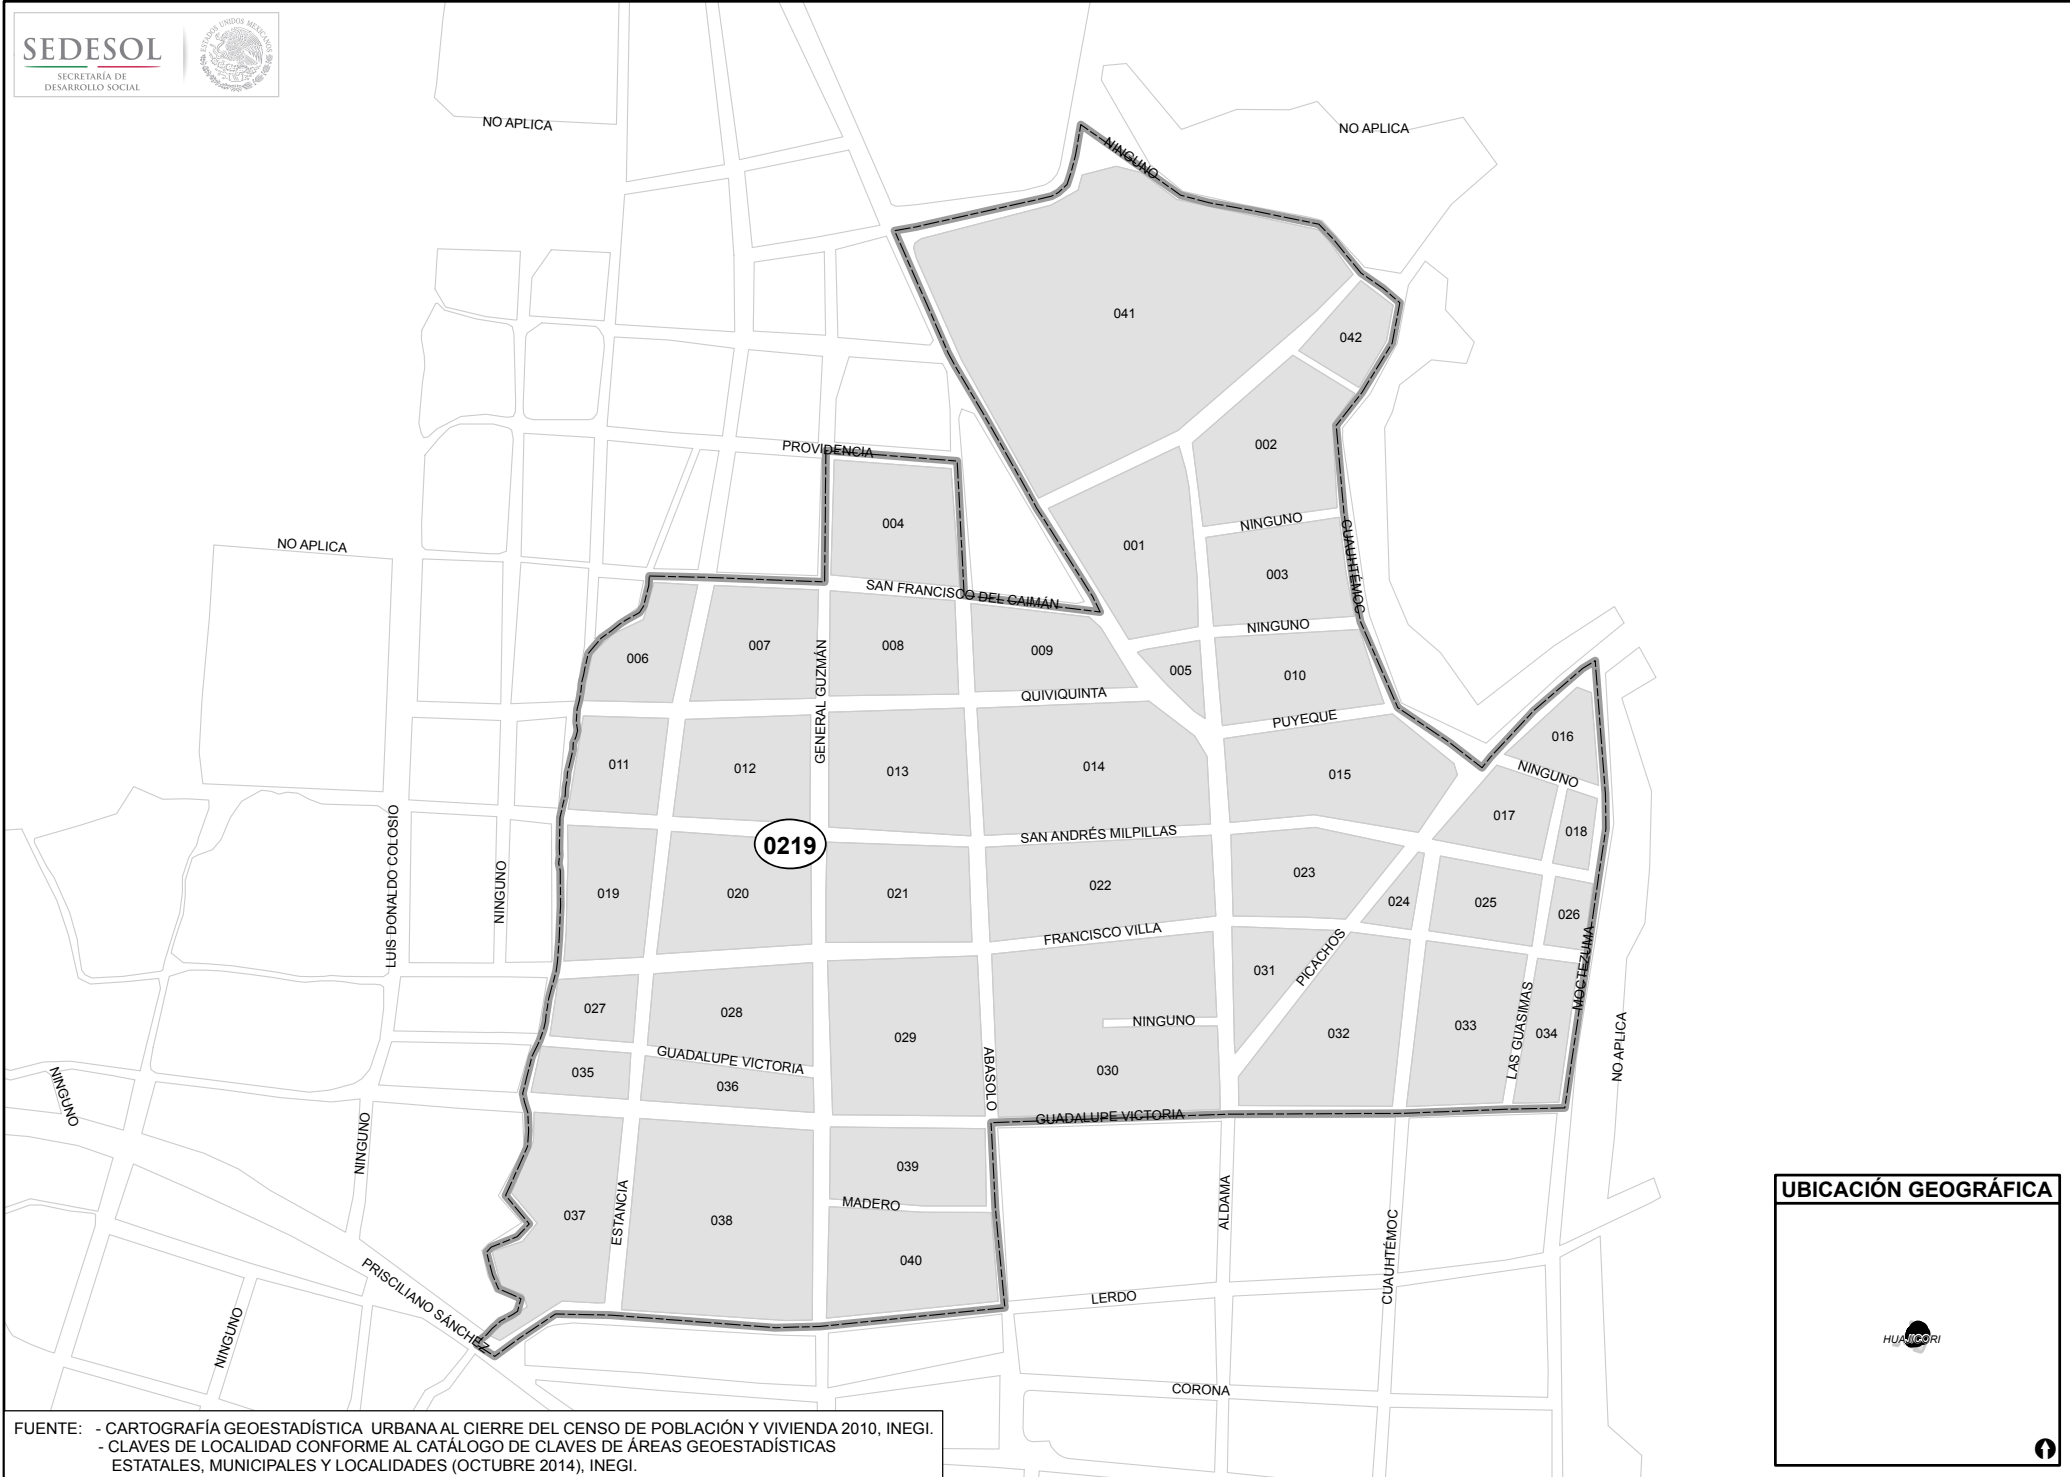 SEDESOL
SECRETARÍA DE
DESARROLLO SOCIAL
ESTADOS UNIDOS MEXICANOS
NO APLICA
NO APLICA
NINGUNO
041
042
PROVIDENCIA
002
004
NINGUNO
CUAUHTÉMOC
NO APLICA
001
003
SAN FRANCISCO DEL CAIMÁN
NINGUNO
006
007
GENERAL GUZMÁN
008
009
005
010
QUIVIQUINTA
PUYEQUE
011
012
013
014
015
016
NINGUNO
017
018
SAN ANDRÉS MILPILLAS
0219
LUIS DONALDO COLOSIO
NINGUNO
019
020
021
022
023
024
025
026
FRANCISCO VILLA
PICACHOS
MOCTEZUMA
031
027
028
029
NINGUNO
032
033
LAS GUASIMAS
034
NO APLICA
GUADALUPE VICTORIA
035
036
ABASOLO
030
NINGUNO
NINGUNO
GUADALUPE VICTORIA
039
MADERO
037
ESTANCIA
038
040
ALDAMA
CUAUHTÉMOC
PRISCILIANO SÁNCHEZ
NINGUNO
LERDO
CORONA
UBICACIÓN GEOGRÁFICA
HUAJICORI
FUENTE: - CARTOGRAFÍA GEOESTADÍSTICA URBANA AL CIERRE DEL CENSO DE POBLACIÓN Y VIVIENDA 2010, INEGI.
- CLAVES DE LOCALIDAD CONFORME AL CATÁLOGO DE CLAVES DE ÁREAS GEOESTADÍSTICAS
ESTATALES, MUNICIPALES Y LOCALIDADES (OCTUBRE 2014), INEGI.